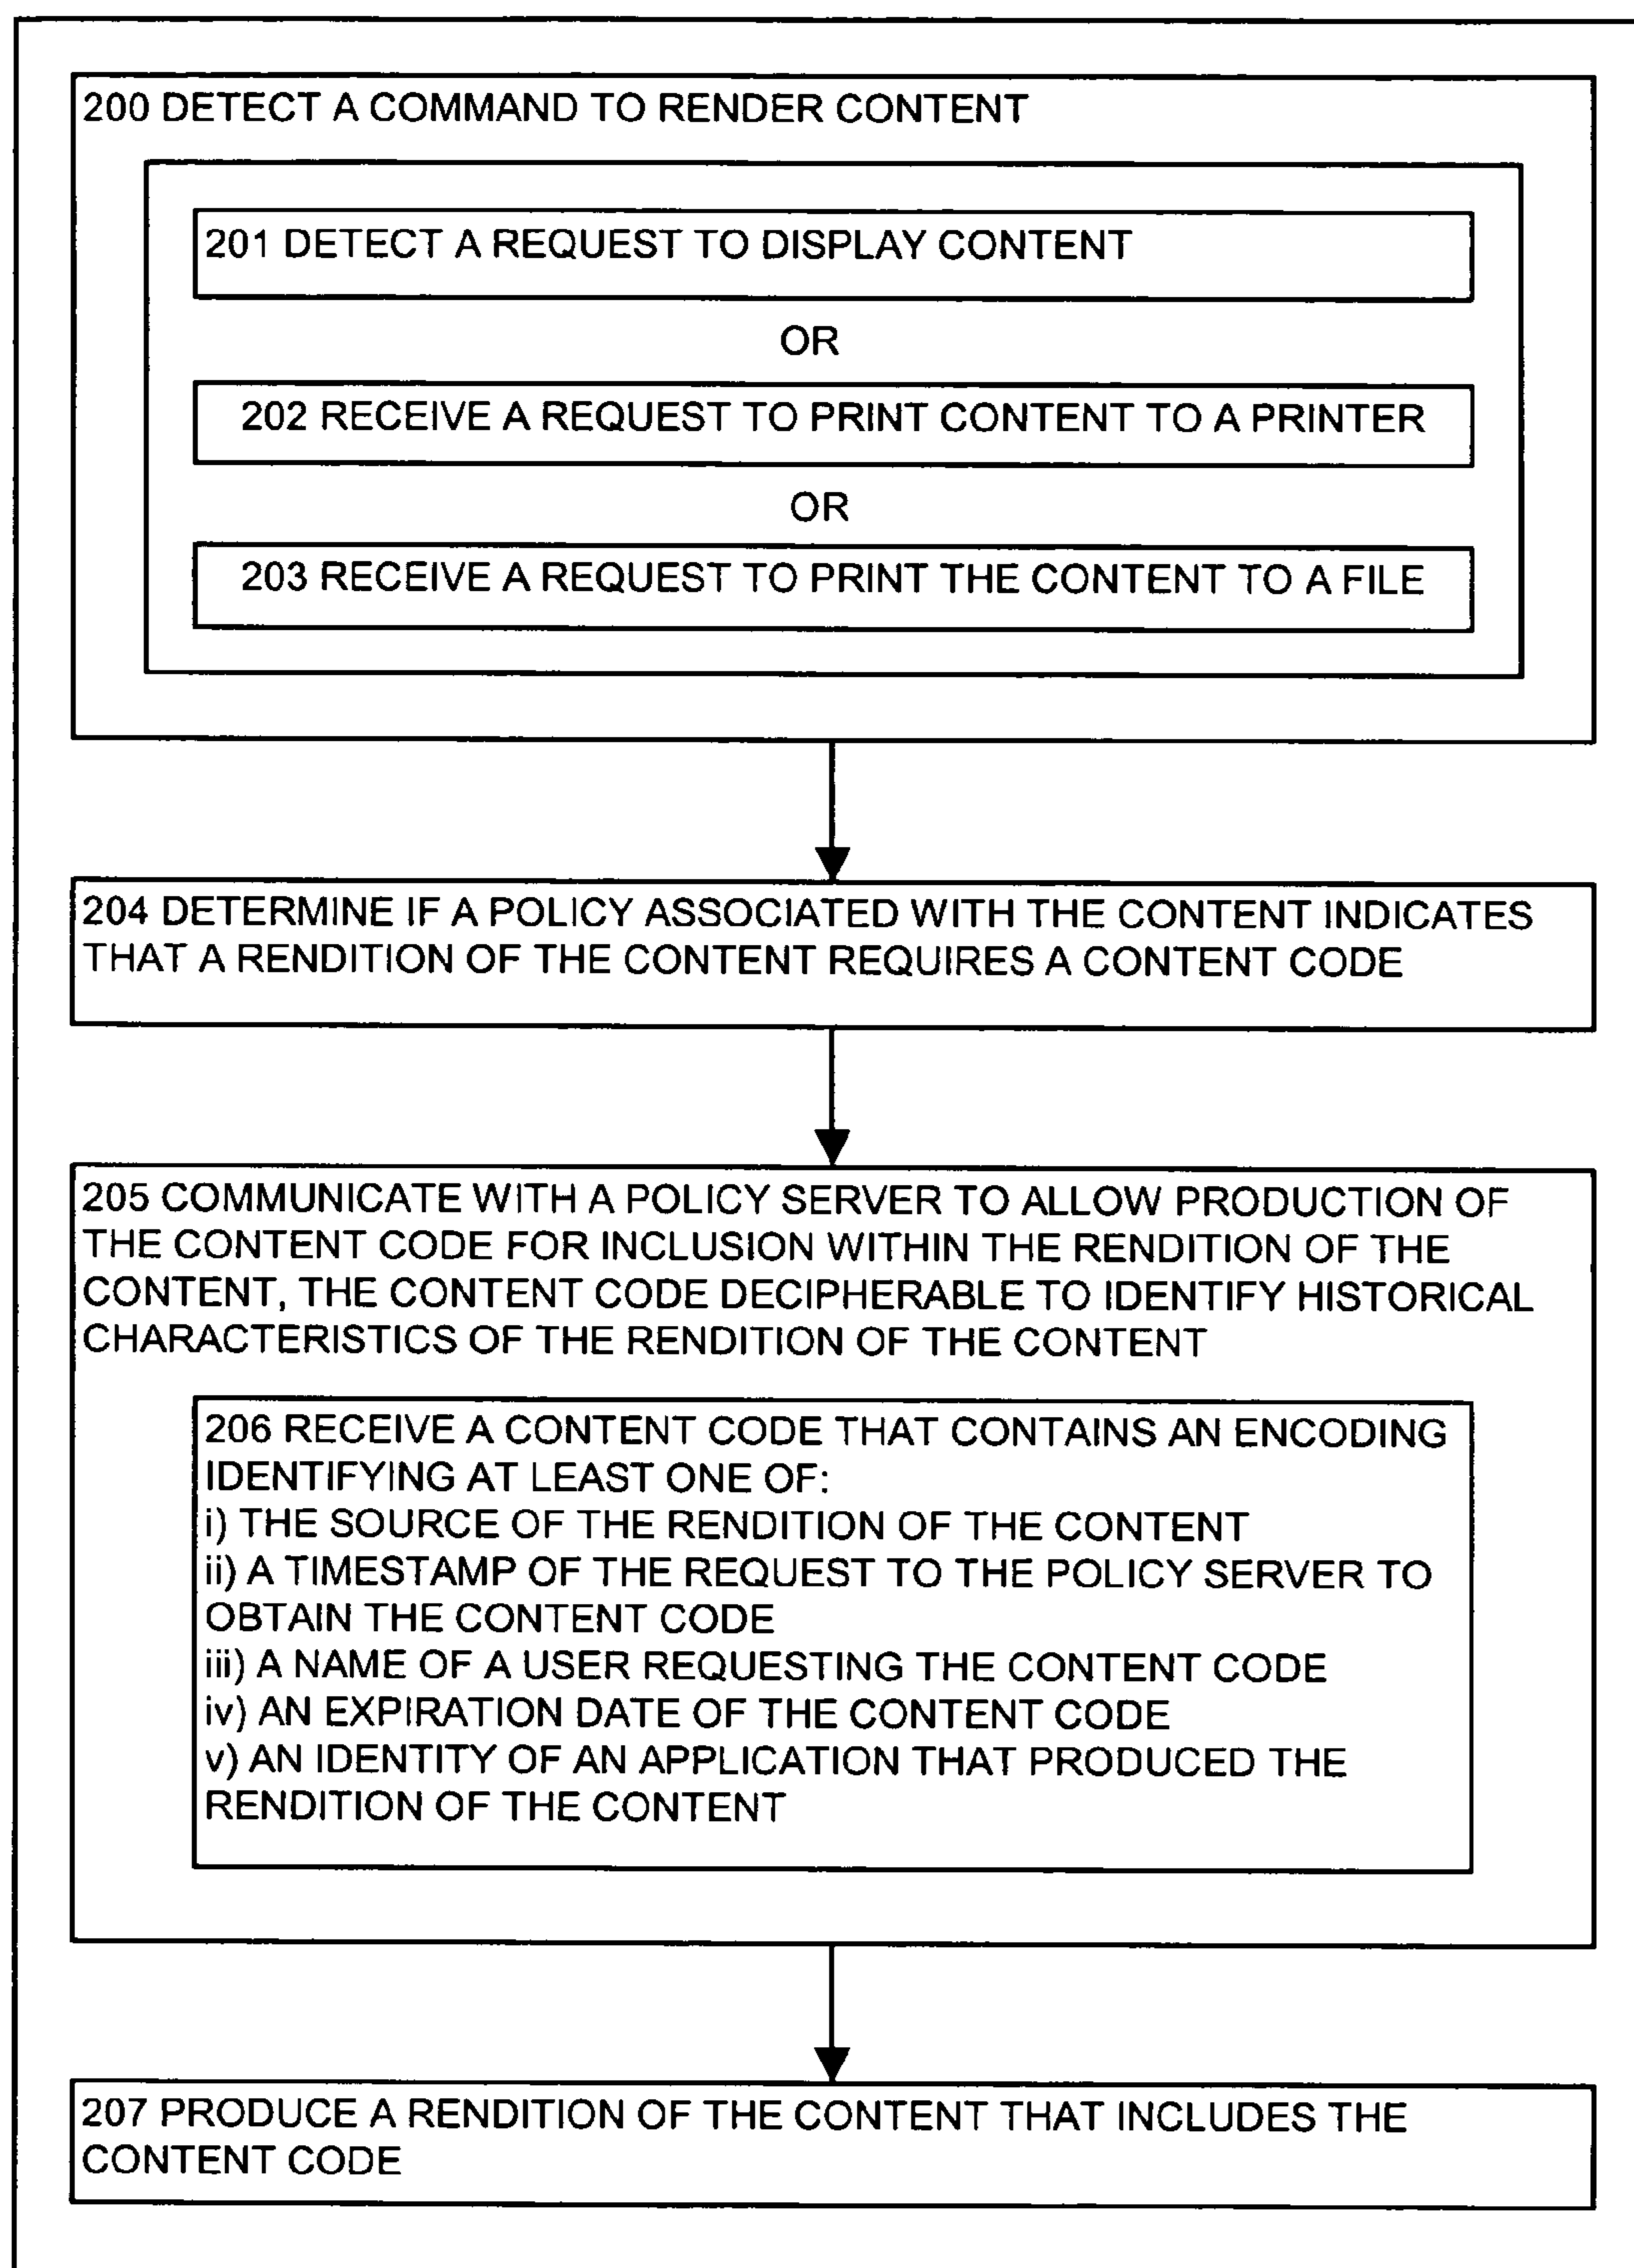 200 DETECT A COMMAND TO RENDER CONTENT
201 DETECT A REQUEST TO DISPLAY CONTENT
OR
202 RECEIVE A REQUEST TO PRINT CONTENT TO A PRINTER
OR
203 RECEIVE A REQUEST TO PRINT THE CONTENT TO A FILE
204 DETERMINE IF A POLICY ASSOCIATED WITH THE CONTENT INDICATES
THAT A RENDITION OF THE CONTENT REQUIRES A CONTENT CODE
205 COMMUNICATE WITH A POLICY SERVER TO ALLOW PRODUCTION OF
THE CONTENT CODE FOR INCLUSION WITHIN THE RENDITION OF THE
CONTENT, THE CONTENT CODE DECIPHERABLE TO IDENTIFY HISTORICAL
CHARACTERISTICS OF THE RENDITION OF THE CONTENT
206 RECEIVE A CONTENT CODE THAT CONTAINS AN ENCODING
IDENTIFYING AT LEAST ONE OF:
i) THE SOURCE OF THE RENDITION OF THE CONTENT
ii) A TIMESTAMP OF THE REQUEST TO THE POLICY SERVER TO
OBTAIN THE CONTENT CODE
iii) A NAME OF A USER REQUESTING THE CONTENT CODE
iv) AN EXPIRATION DATE OF THE CONTENT CODE
v) AN IDENTITY OF AN APPLICATION THAT PRODUCED THE
RENDITION OF THE CONTENT
207 PRODUCE A RENDITION OF THE CONTENT THAT INCLUDES THE
CONTENT CODE